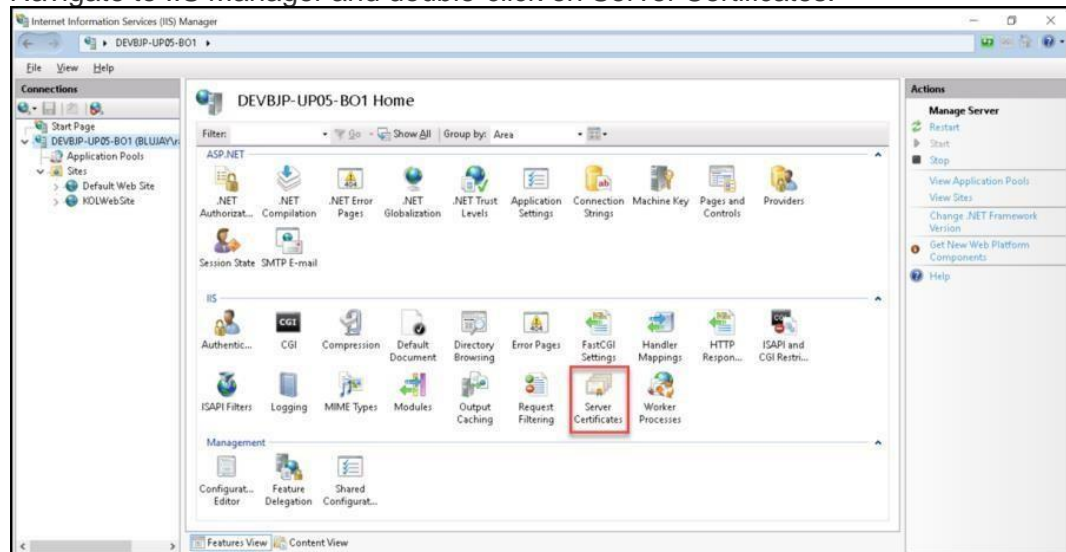 Navigate to IIS Manager and double-click on Server Certificates.
Internet Information Services (IIS) Manager
DEVBJP-UP05-BO1
File View Help
Connections
Start Page
DEVBJP-UP05-BO1 (BLUJAY\r
Application Pools
Sites
Default Web Site
KOLWebSite
DEVBJP-UP05-BO1 Home
Filter: Go Show All Group by: Area
ASP.NET
.NET Authorizat...
.NET Compilation
.NET Error Pages
.NET Globalization
.NET Trust Levels
Application Settings
Connection Strings
Machine Key
Pages and Controls
Providers
Session State
SMTP E-mail
IIS
Authentic...
CGI
Compression
Default Document
Directory Browsing
Error Pages
FastCGI Settings
Handler Mappings
HTTP Respon...
ISAPI and CGI Restri...
ISAPI Filters
Logging
MIME Types
Modules
Output Caching
Request Filtering
Server Certificates
Worker Processes
Management
Configurat... Editor
Feature Delegation
Shared Configurat...
Features View Content View
Actions
Manage Server
Restart
Start
Stop
View Application Pools
View Sites
Change .NET Framework
Version
Get New Web Platform
Components
Help